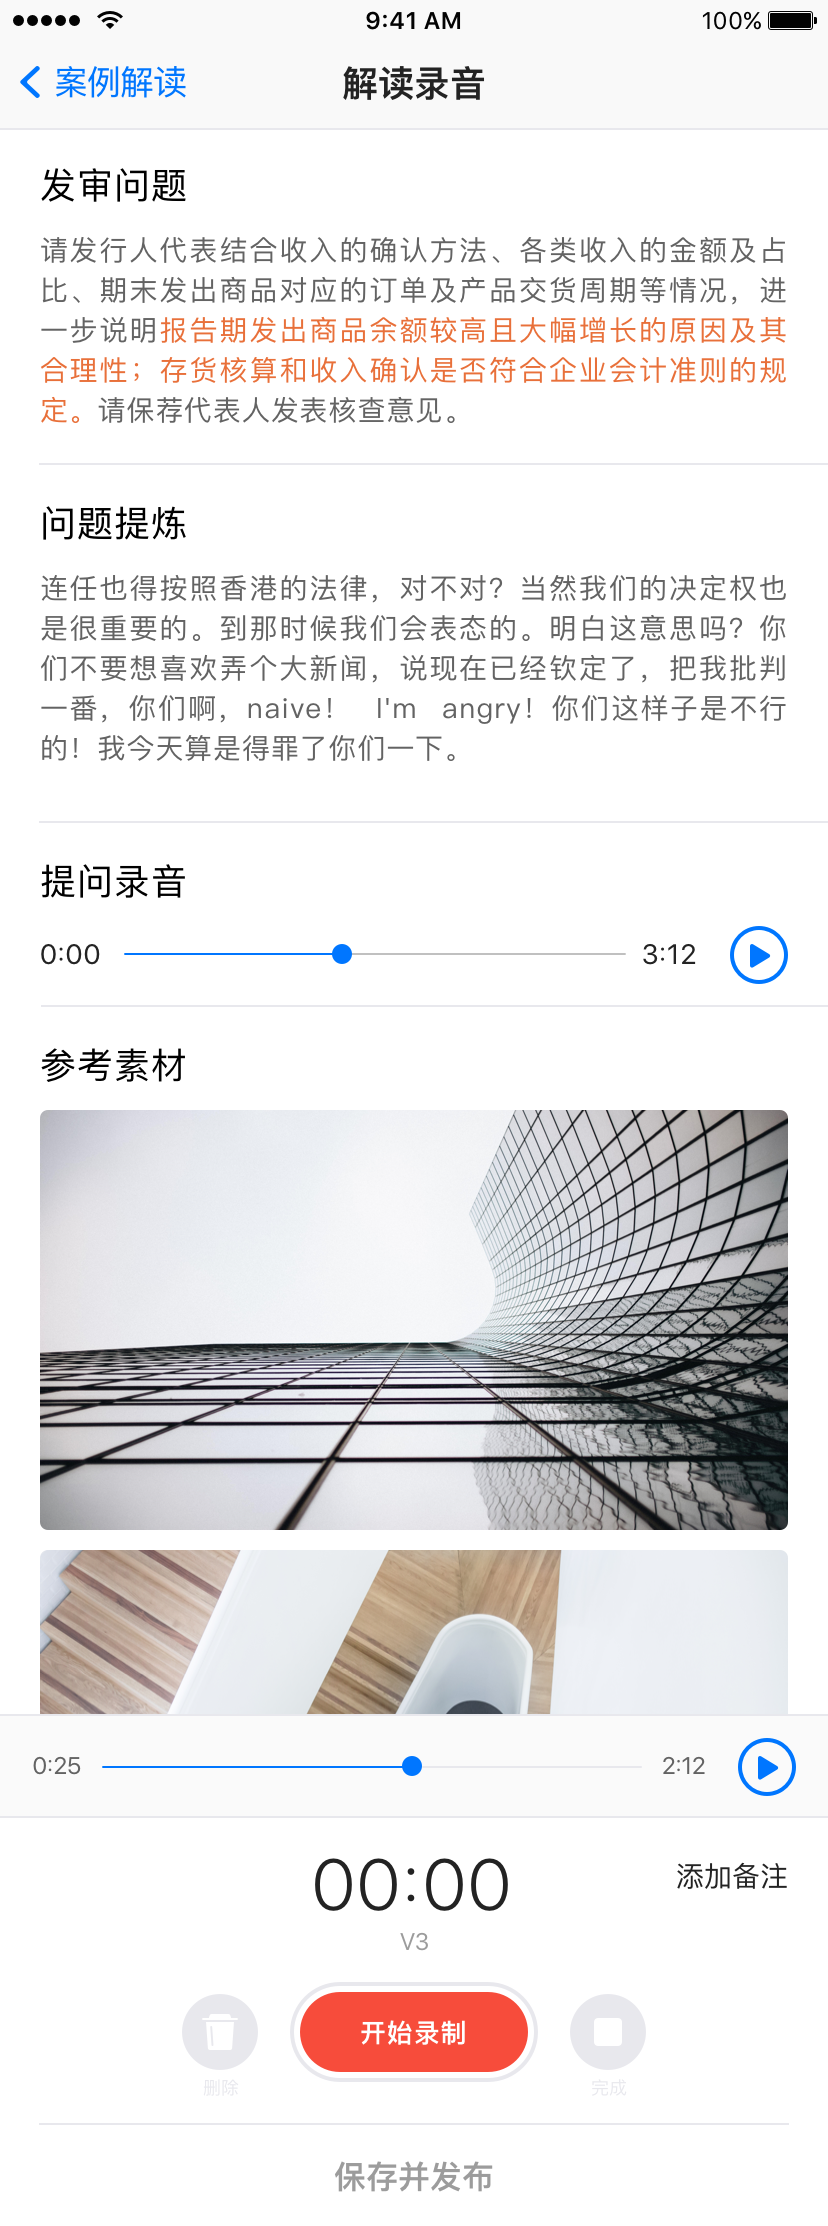 9:41 AM
100%
案例解读
解读录音
发审问题
请发行人代表结合收入的确认方法、各类收入的金额及占
比、期末发出商品对应的订单及产品交货周期等情况，进
一步说明报告期发出商品余额较高且大幅增长的原因及其
合理性；存货核算和收入确认是否符合企业会计准则的规
定。请保荐代表人发表核查意见。
问题提炼
连任也得按照香港的法律，对不对？当然我们的决定权也
是很重要的。到那时候我们会表态的。明白这意思吗？你
们不要想喜欢弄个大新闻，说现在已经钦定了，把我批判
一番，你们啊，naive！ I'm angry！你们这样子是不行
的！我今天算是得罪了你们一下。
提问录音
0:00
3:12
参考素材
0:25
2:12
00:00
添加备注
V3
开始录制
删除
完成
保存并发布